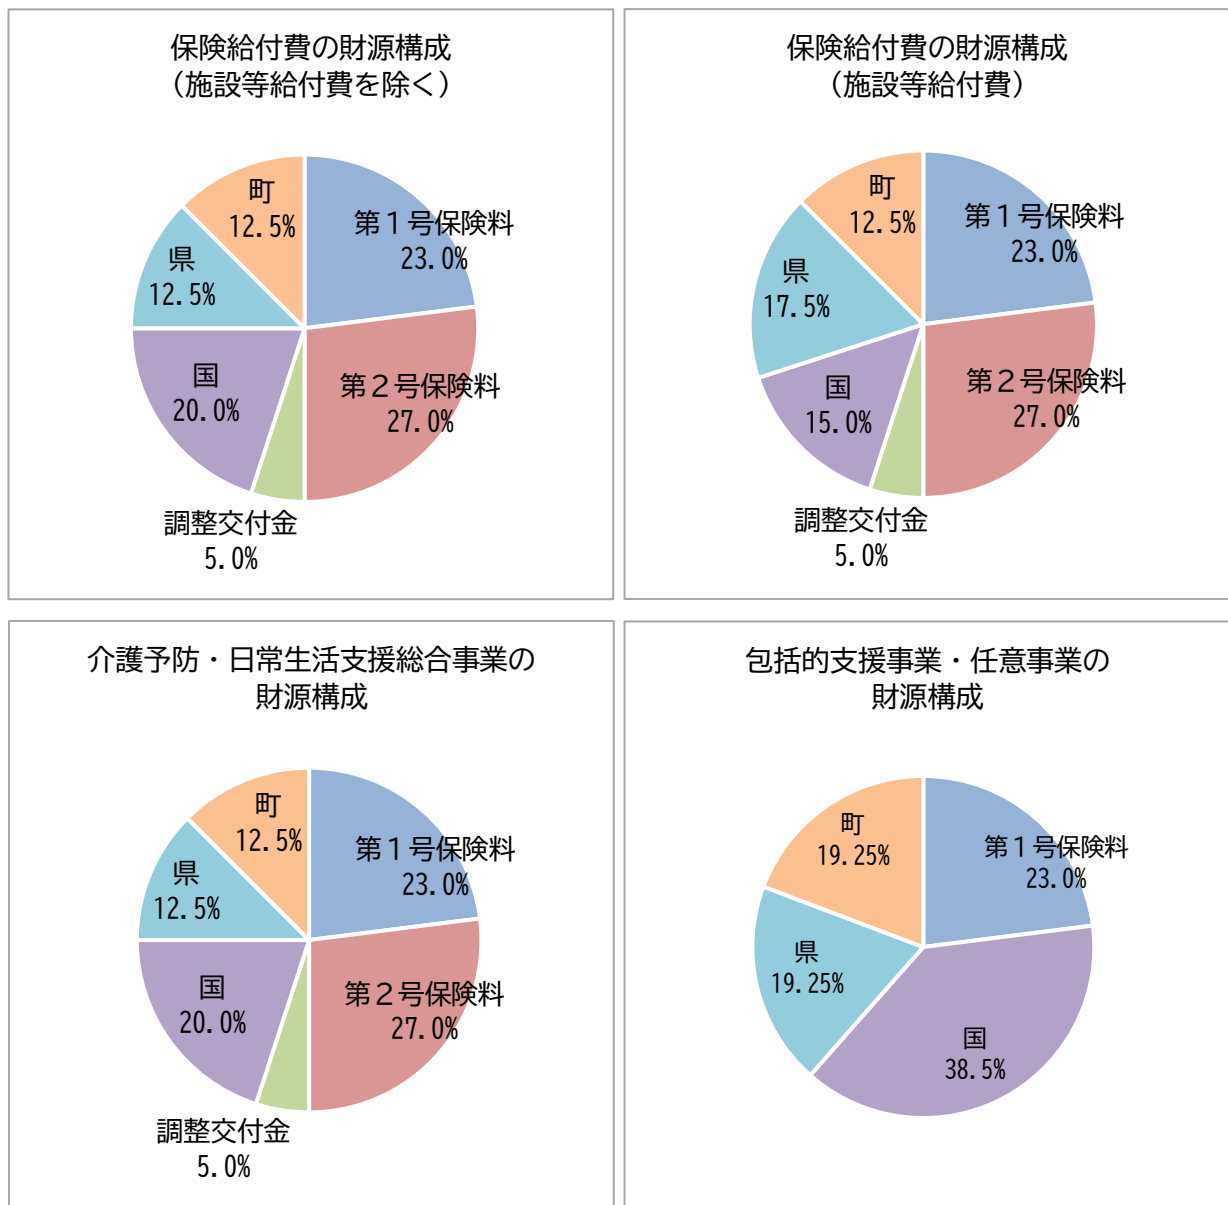 保険給付費の財源構成
（施設等給付費を除く）
町
12.5%
第１号保険料
23.0%
県
12.5%
国
20.0%
第２号保険料
27.0%
調整交付金
5.0%
保険給付費の財源構成
（施設等給付費）
町
12.5%
第１号保険料
23.0%
県
17.5%
国
15.0%
第２号保険料
27.0%
調整交付金
5.0%
介護予防・日常生活支援総合事業の
財源構成
町
12.5%
第１号保険料
23.0%
県
12.5%
国
20.0%
第２号保険料
27.0%
調整交付金
5.0%
包括的支援事業・任意事業の
財源構成
町
19.25%
第１号保険料
23.0%
県
19.25%
国
38.5%